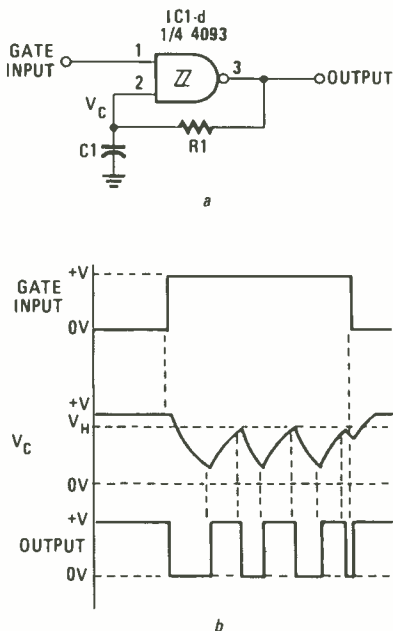 IC1-d
1/4 4093
GATE
INPUT
1
2
3
OUTPUT
VC
C1
R1
a
+V
GATE
INPUT
0V
+V
VH
VC
0V
+V
OUTPUT
0V
b